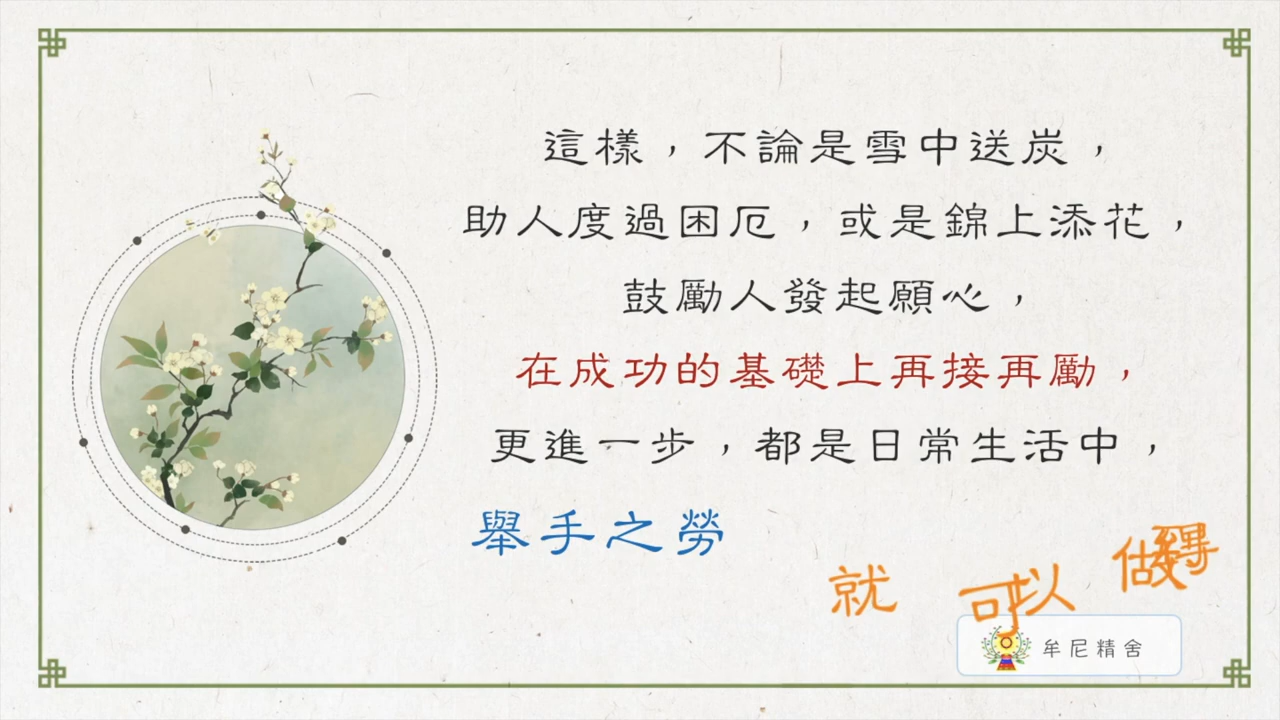 這樣，不論是雪中送炭，
助人度過困厄，或是錦上添花，
鼓勵人發起願心，
在成功的基礎上再接再勵，
更進一步，都是日常生活中，
舉手之勞
就 可以 做
牟尼精舍